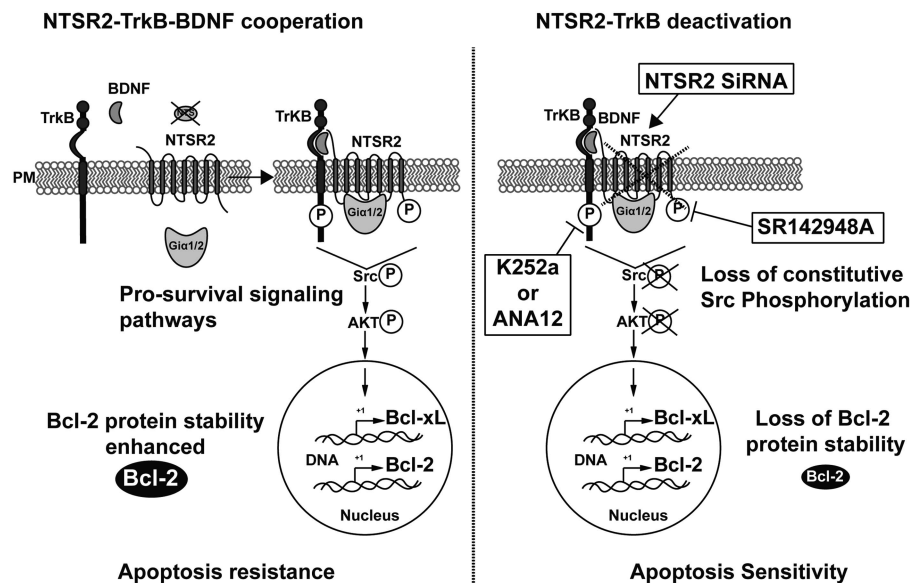 NTSR2-TrkB-BDNF cooperation
BDNF
TrkB
NTS
NTSR2
PM
Giα1/2
TrKB
NTSR2
P
Giα1/2
P
Src P
AKT P
Pro-survival signaling
pathways
Bcl-2 protein stability
enhanced
Bcl-2
+1
Bcl-xL
DNA
+1
Bcl-2
Nucleus
Apoptosis resistance
NTSR2-TrkB deactivation
NTSR2 SiRNA
TrKB
BDNF
NTSR2
P
Giα1/2
P
SR142948A
K252a
or
ANA12
Src P
AKT P
Loss of constitutive
Src Phosphorylation
+1
Bcl-xL
DNA
+1
Bcl-2
Nucleus
Loss of Bcl-2
protein stability
Bcl-2
Apoptosis Sensitivity